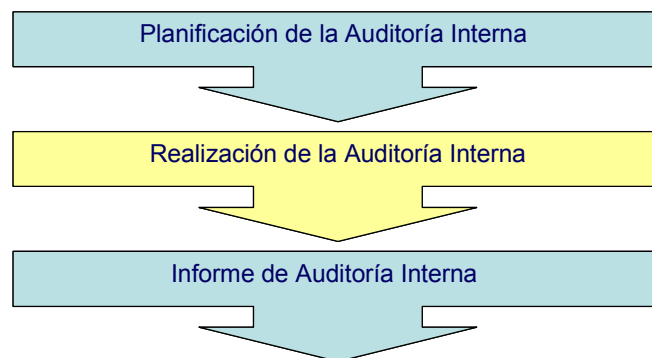 Planificación de la Auditoría Interna
Realización de la Auditoría Interna
Informe de Auditoría Interna